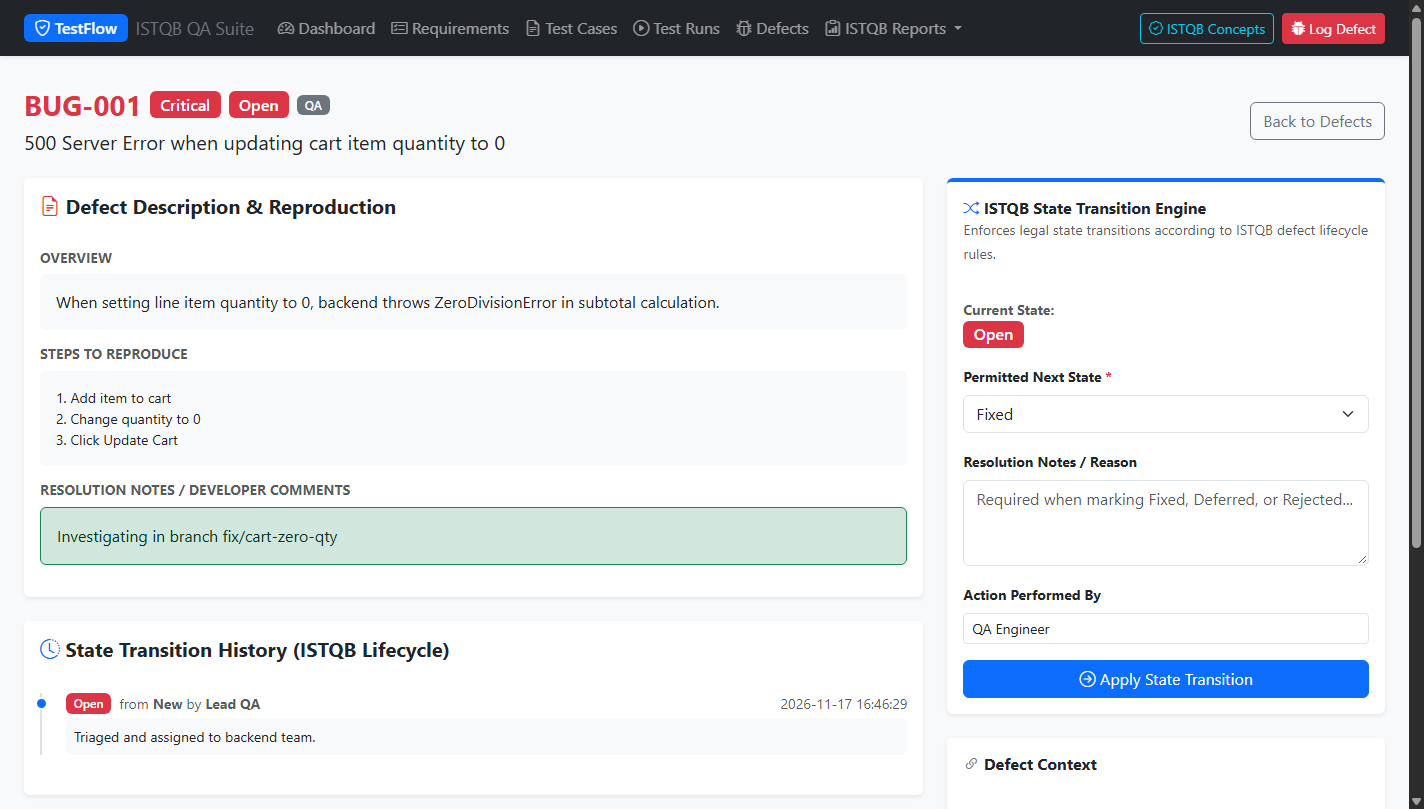 TestFlow ISTQB QA Suite Dashboard Requirements Test Cases Test Runs Defects ISTQB Reports ISTQB Concepts Log Defect
BUG-001 Critical Open QA
500 Server Error when updating cart item quantity to 0
Back to Defects
Defect Description & Reproduction
OVERVIEW
When setting line item quantity to 0, backend throws ZeroDivisionError in subtotal calculation.
STEPS TO REPRODUCE
1. Add item to cart
2. Change quantity to 0
3. Click Update Cart
RESOLUTION NOTES / DEVELOPER COMMENTS
Investigating in branch fix/cart-zero-qty
State Transition History (ISTQB Lifecycle)
Open from New by Lead QA 2026-11-17 16:46:29
Triaged and assigned to backend team.
ISTQB State Transition Engine
Enforces legal state transitions according to ISTQB defect lifecycle
rules.
Current State:
Open
Permitted Next State *
Fixed
Resolution Notes / Reason
Required when marking Fixed, Deferred, or Rejected...
Action Performed By
QA Engineer
Apply State Transition
Defect Context